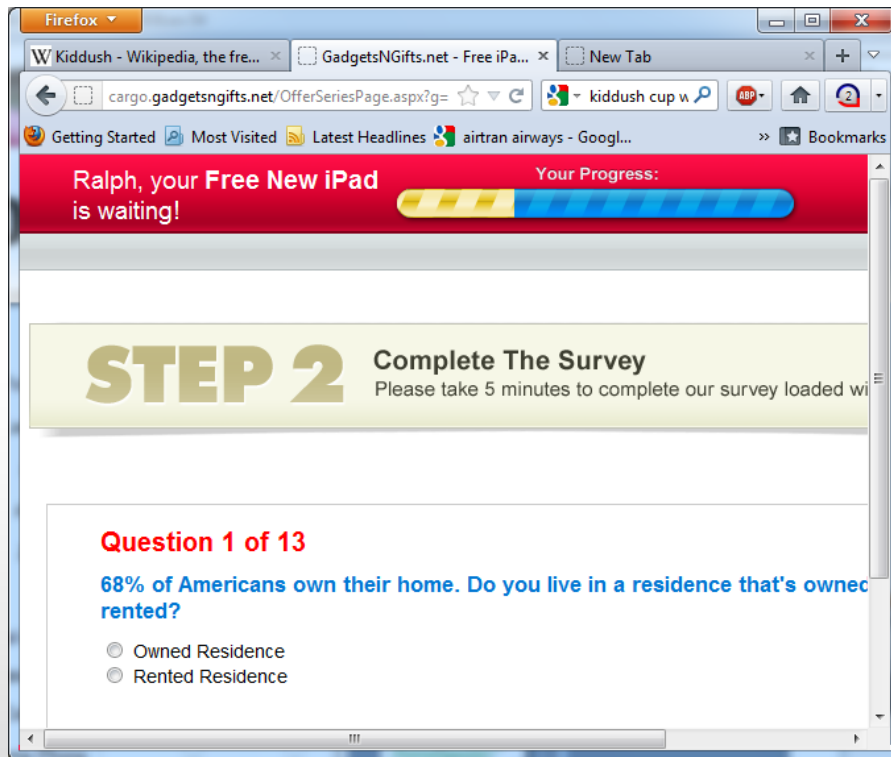 Firefox
W Kiddush - Wikipedia, the fre...
GadgetsNGifts.net - Free iPa...
New Tab
cargo.gadgetsngifts.net/OfferSeriesPage.aspx?g=
kiddush cup w
ABP
2
Getting Started
Most Visited
Latest Headlines
airtran airways - Googl...
Bookmarks
Ralph, your Free New iPad
is waiting!
Your Progress:
STEP 2
Complete The Survey
Please take 5 minutes to complete our survey loaded wi
Question 1 of 13
68% of Americans own their home. Do you live in a residence that's owned
rented?
Owned Residence
Rented Residence